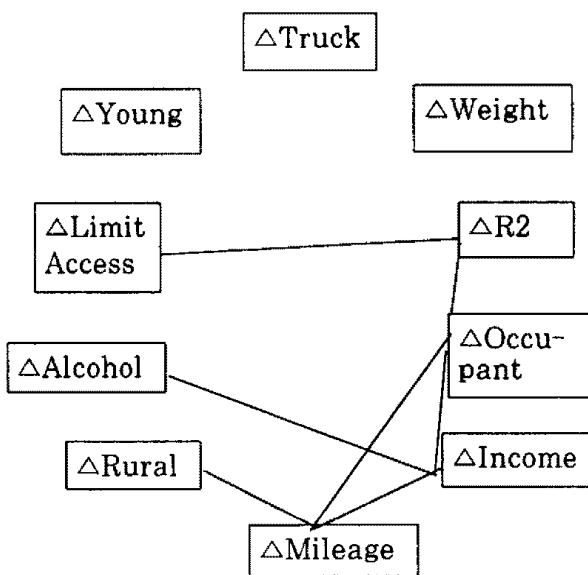 △Truck
△Young
△Weight
△Limit
Access
△R2
△Occu-
pant
△Alcohol
△Income
△Rural
△Mileage